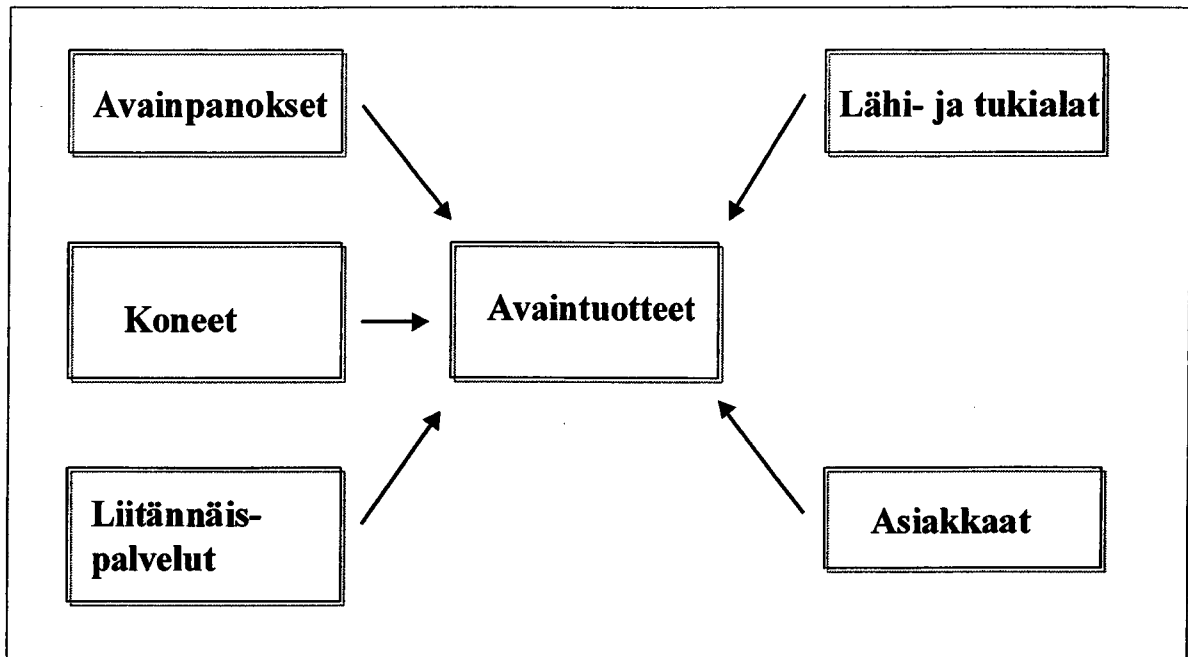 Avainpanokset
Lähi- ja tukialat
Koneet
Avaintuotteet
Liitännäis-
palvelut
Asiakkaat